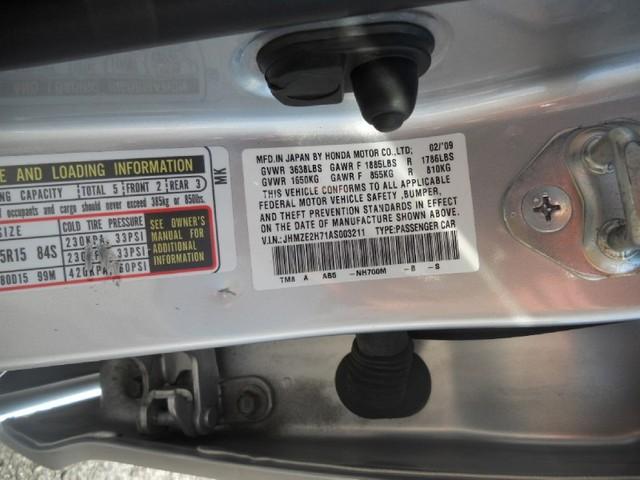 E AND LOADING INFORMATION
NG CAPACITY TOTAL 5 FRONT 2 REAR 3
occupants and cargo should never exceed 385kg or 850lbs.
SIZE COLD TIRE PRESSURE
5R15 84S 230KPA, 33PSI
33PSI
80D15 99M 420KPA, 60PSI
SEE OWNER'S
MANUAL FOR
ADDITIONAL
INFORMATION
MK
MFD.IN JAPAN BY HONDA MOTOR CO.,LTD; 02/'09
GVWR 3638LBS GAWR F 1885LBS R 1786LBS
GVWR 1650KG GAWR F 855KG R 810KG
THIS VEHICLE CONFORMS TO ALL APPLICABLE
FEDERAL MOTOR VEHICLE SAFETY ,BUMPER,
AND THEFT PREVENTION STANDARDS IN EFFECT
ON THE DATE OF MANUFACTURE SHOWN ABOVE.
V.I.N.: JHMZE2H71AS003211 TYPE:PASSENGER CAR
TM8 A AB5 -NH700M -B -S